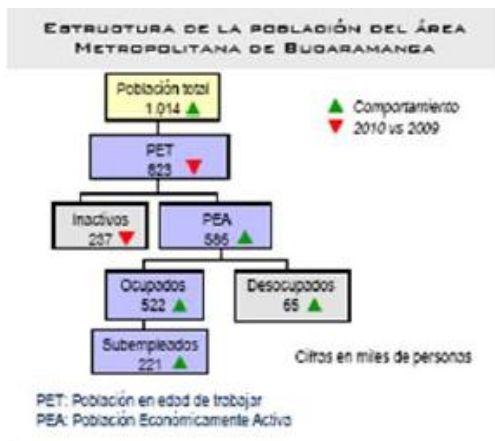 ESTRUCTURA DE LA POBLACIÓN DEL ÁREA
METROPOLITANA DE BUCARAMANGA
Población total
1.014
Comportamiento
2010 vs 2009
PET
823
Inactivos
237
PEA
586
Ocupados
522
Desocupados
65
Subempleados
221
Cifras en miles de personas
PET: Población en edad de trabajar
PEA: Población Económicamente Activa